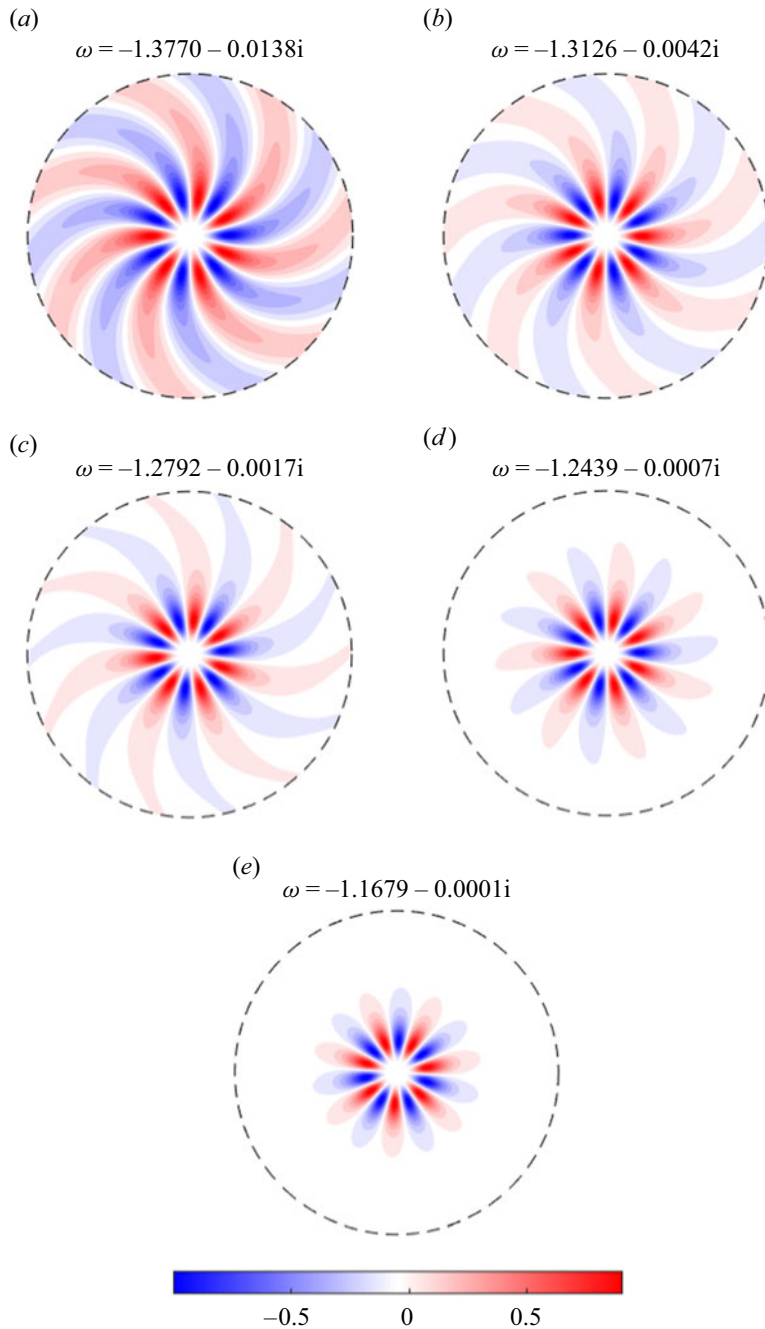 (a)
ω = –1.3770 – 0.0138i
(b)
ω = –1.3126 – 0.0042i
(c)
ω = –1.2792 – 0.0017i
(d)
ω = –1.2439 – 0.0007i
(e)
ω = –1.1679 – 0.0001i
–0.5 0 0.5